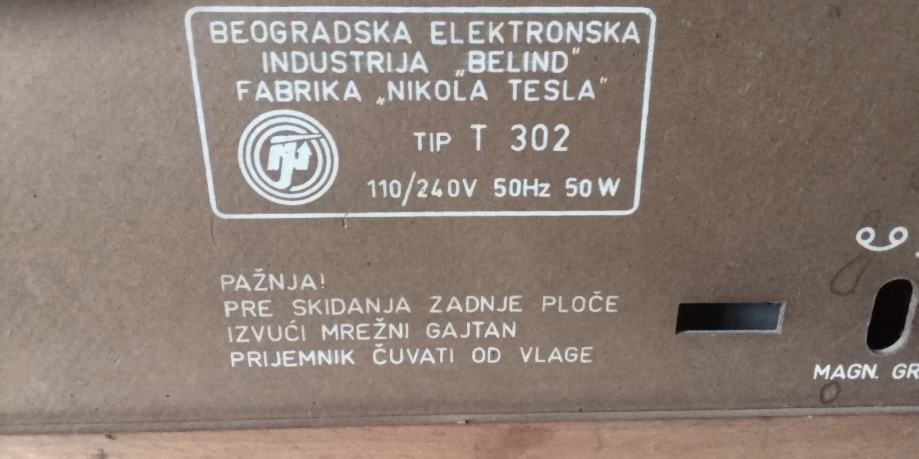 BEOGRADSKA ELEKTRONSKA
INDUSTRIJA „BELIND“
FABRIKA „NIKOLA TESLA“
TIP T 302
110/240V 50Hz 50W
PAŽNJA!
PRE SKIDANJA ZADNJE PLOČE
IZVUĆI MREŽNI GAJTAN
PRIJEMNIK ČUVATI OD VLAGE
MAGN. GR